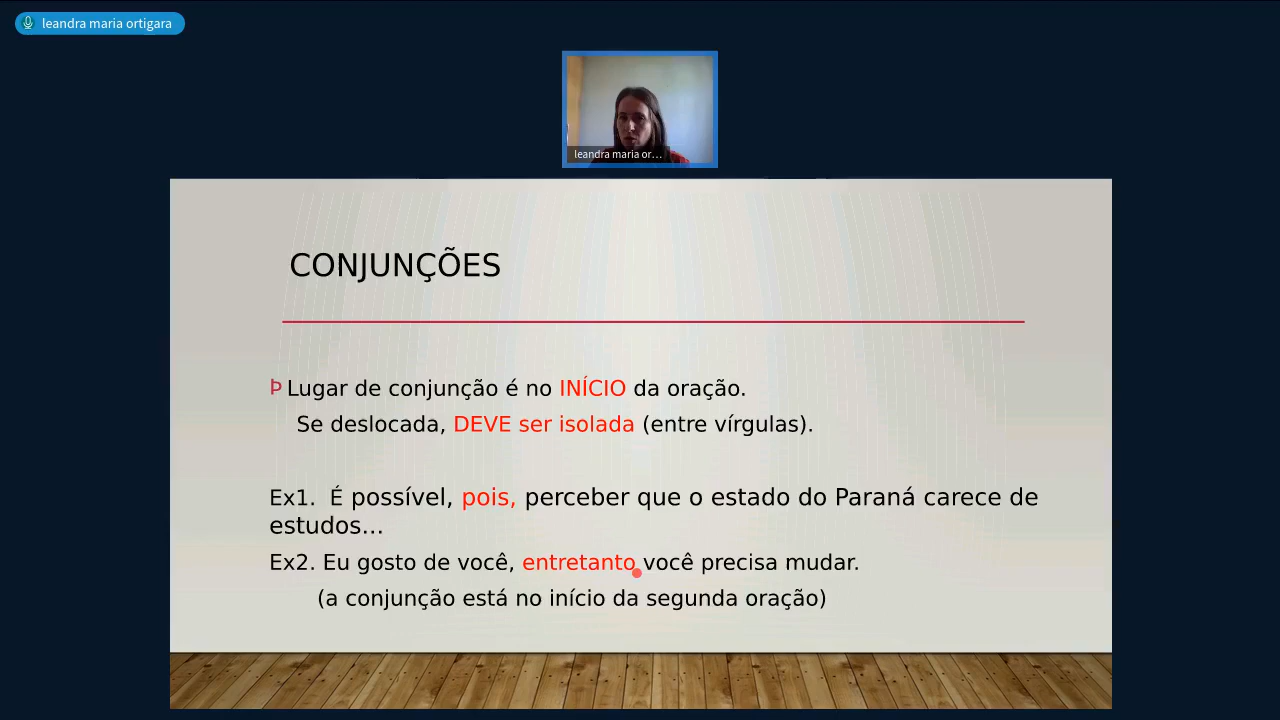 leandra maria ortigara
leandra maria or…
CONJUNÇÕES
Þ Lugar de conjunção é no INÍCIO da oração.
Se deslocada, DEVE ser isolada (entre vírgulas).
Ex1. É possível, pois, perceber que o estado do Paraná carece de
estudos...
Ex2. Eu gosto de você, entretanto você precisa mudar.
(a conjunção está no início da segunda oração)